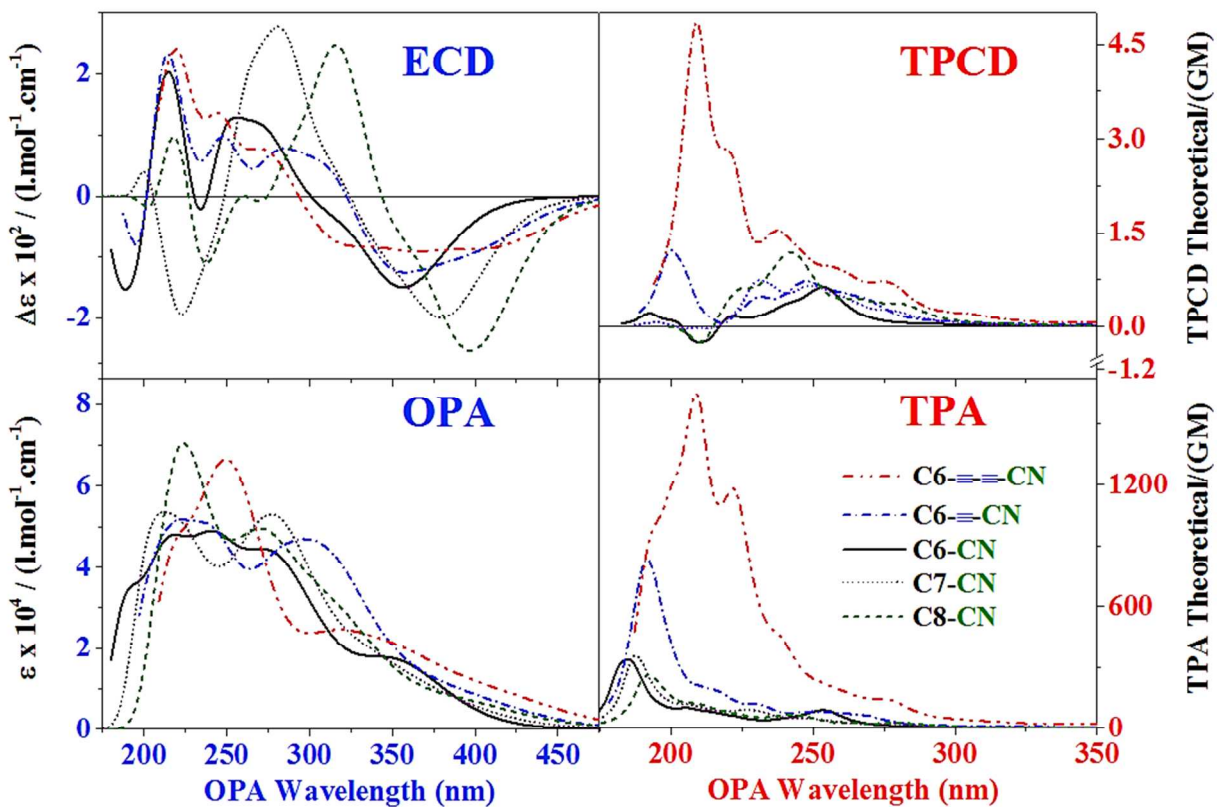 ECD
TPCD
2
0
-2
Δε x 10² / (l.mol⁻¹.cm⁻¹)
4.5
3.0
1.5
0.0
-1.2
TPCD Theoretical/(GM)
OPA
TPA
8
6
4
2
0
ε x 10⁴ / (l.mol⁻¹.cm⁻¹)
C6-≡-≡-CN
C6-≡-CN
C6-CN
C7-CN
C8-CN
1200
600
0
TPA Theoretical/(GM)
200 250 300 350 400 450
OPA Wavelength (nm)
200 250 300 350
OPA Wavelength (nm)